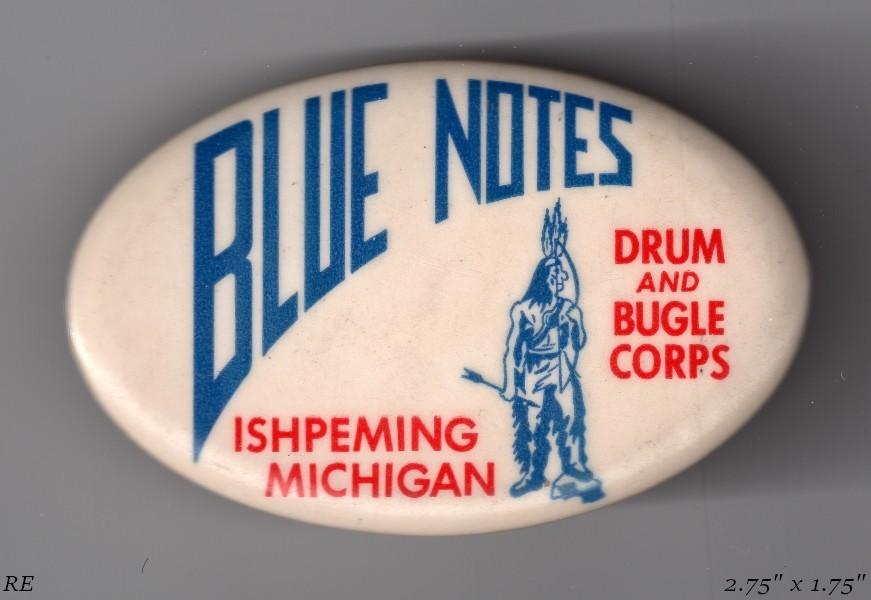 BLUE NOTES
DRUM
AND
BUGLE
CORPS
ISHPEMING
MICHIGAN
RE
2.75" x 1.75"